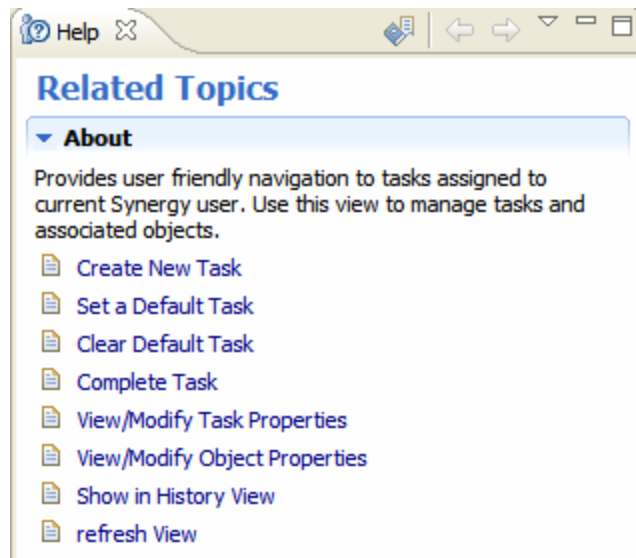 Help
Related Topics
About
Provides user friendly navigation to tasks assigned to
current Synergy user. Use this view to manage tasks and
associated objects.
Create New Task
Set a Default Task
Clear Default Task
Complete Task
View/Modify Task Properties
View/Modify Object Properties
Show in History View
refresh View